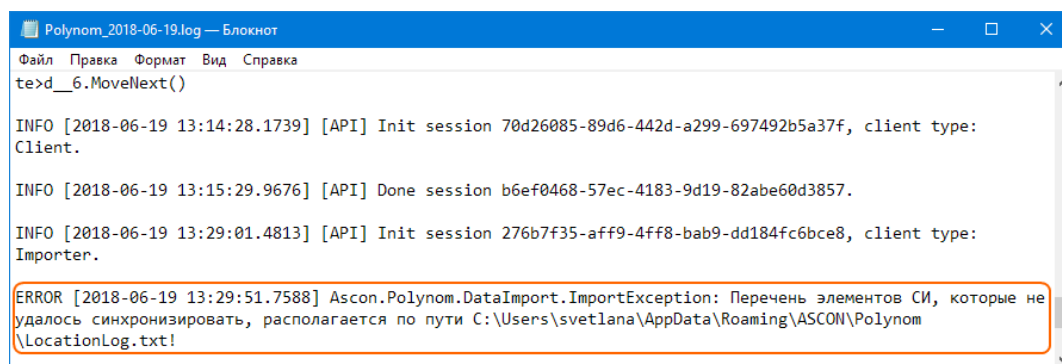 Polynom_2018-06-19.log — Блокнот
Файл Правка Формат Вид Справка
te>d__6.MoveNext()
INFO [2018-06-19 13:14:28.1739] [API] Init session 70d26085-89d6-442d-a299-697492b5a37f, client type:
Client.
INFO [2018-06-19 13:15:29.9676] [API] Done session b6ef0468-57ec-4183-9d19-82abe60d3857.
INFO [2018-06-19 13:29:01.4813] [API] Init session 276b7f35-aff9-4ff8-bab9-dd184fc6bce8, client type:
Importer.
ERROR [2018-06-19 13:29:51.7588] Ascon.Polynom.DataImport.ImportException: Перечень элементов СИ, которые не
удалось синхронизировать, располагается по пути C:\Users\svetlana\AppData\Roaming\ASCON\Polynom
\LocationLog.txt!